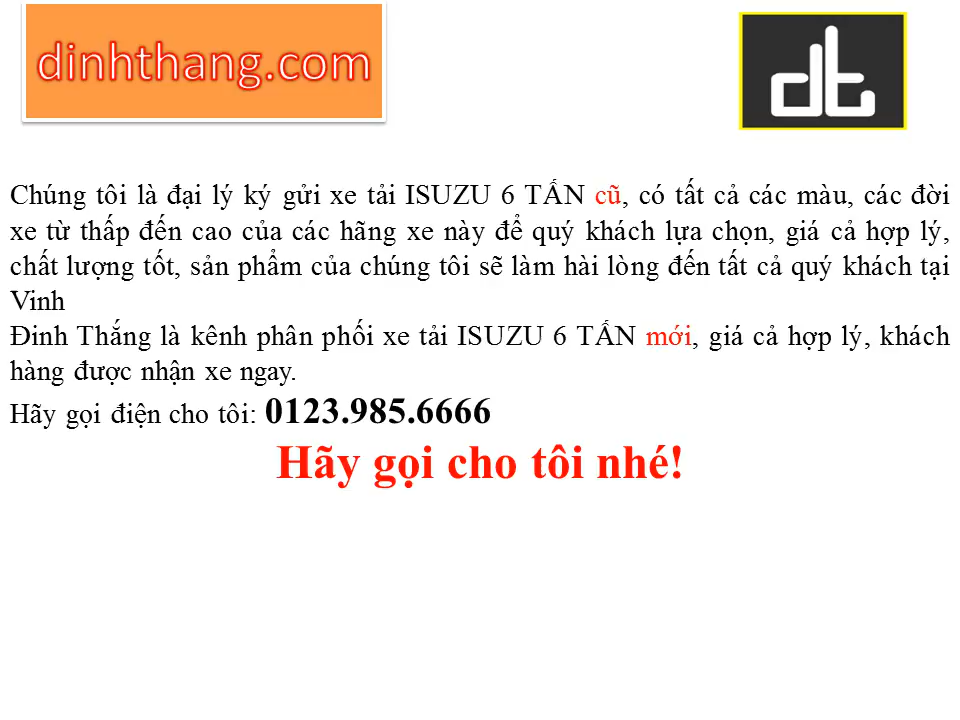 dinhthang.com
dt
Chúng tôi là đại lý ký gửi xe tải ISUZU 6 TẤN cũ, có tất cả các màu, các đời
xe từ thấp đến cao của các hãng xe này để quý khách lựa chọn, giá cả hợp lý,
chất lượng tốt, sản phẩm của chúng tôi sẽ làm hài lòng đến tất cả quý khách tại
Vinh
Đinh Thắng là kênh phân phối xe tải ISUZU 6 TẤN mới, giá cả hợp lý, khách
hàng được nhận xe ngay.
Hãy gọi điện cho tôi: 0123.985.6666
Hãy gọi cho tôi nhé!